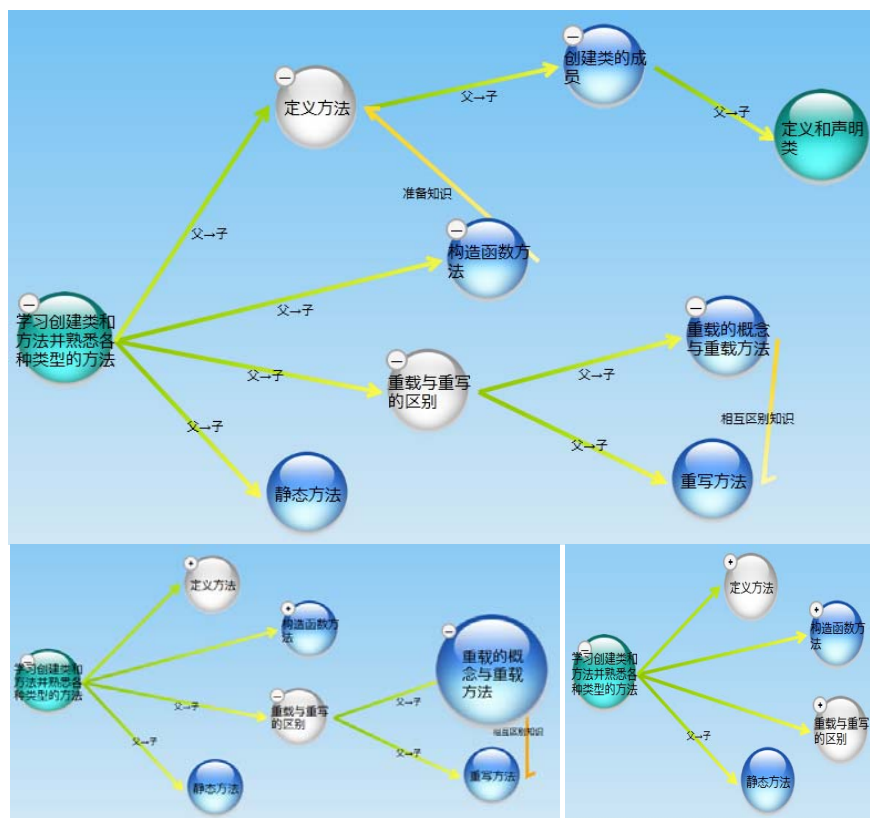 创建类的成
员
定义方法
父→子
父→子
定义和声明
类
准备知识
父→子
构造函数方
法
父→子
学习创建类和
方法并熟悉各
种类型的方法
重载的概念
与重载方法
父→子
重载与重写
的区别
父→子
相互区别知识
父→子
父→子
重写方法
静态方法
定义方法
构造函数方
法
重载的概
念与重载
方法
学习创建类和
方法并熟悉各
种类型的方法
父→子
父→子
重载与重写
的区别
相互区别知识
父→子
父→子
重写方法
静态方法
定义方法
构造函数方
法
学习创建类和
方法并熟悉各
种类型的方法
重载与重写
的区别
父→子
静态方法